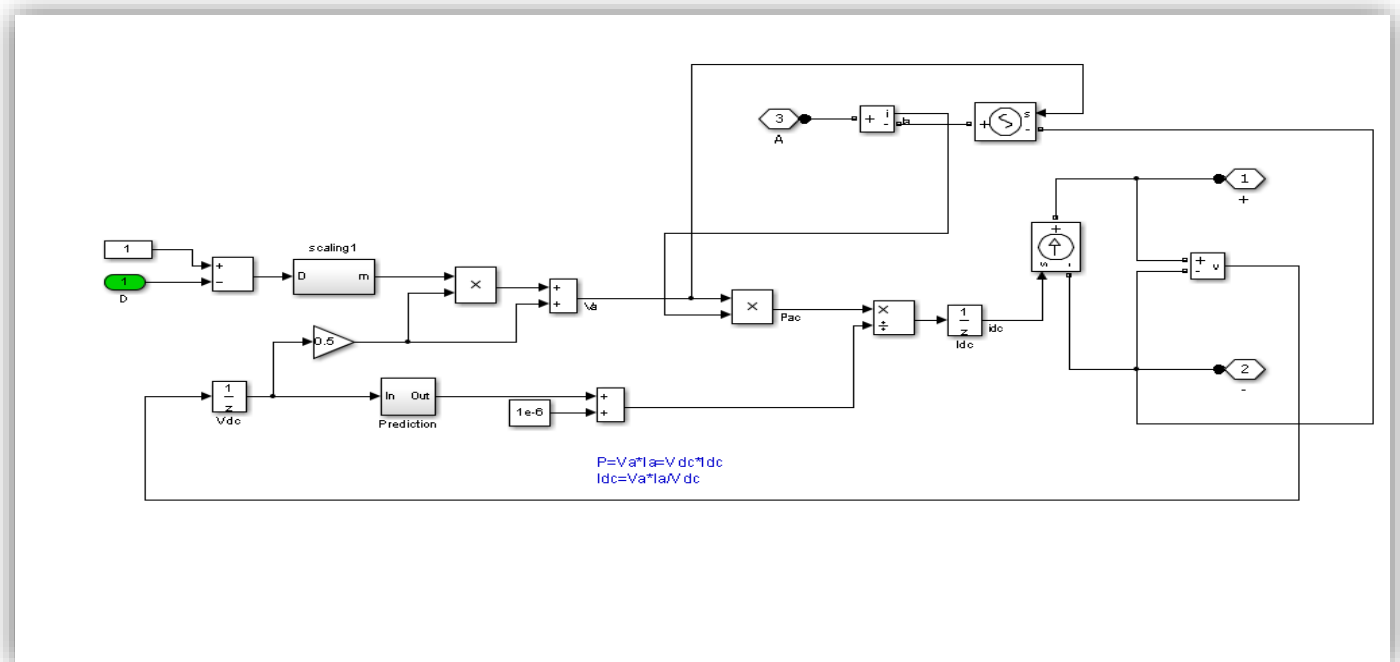 3
A
+
i
-
Ia
+
s
-
1
+
+
s
-
+
-
v
scaling1
1
+
-
D
m
1
D
×
+
+
Va
×
Pac
×
÷
1
z
Idc
idc
0.5
2
-
1
z
Vdc
In
Out
Prediction
1e-6
+
+
P=Va*Ia=Vdc*Idc
Idc=Va*Ia/Vdc